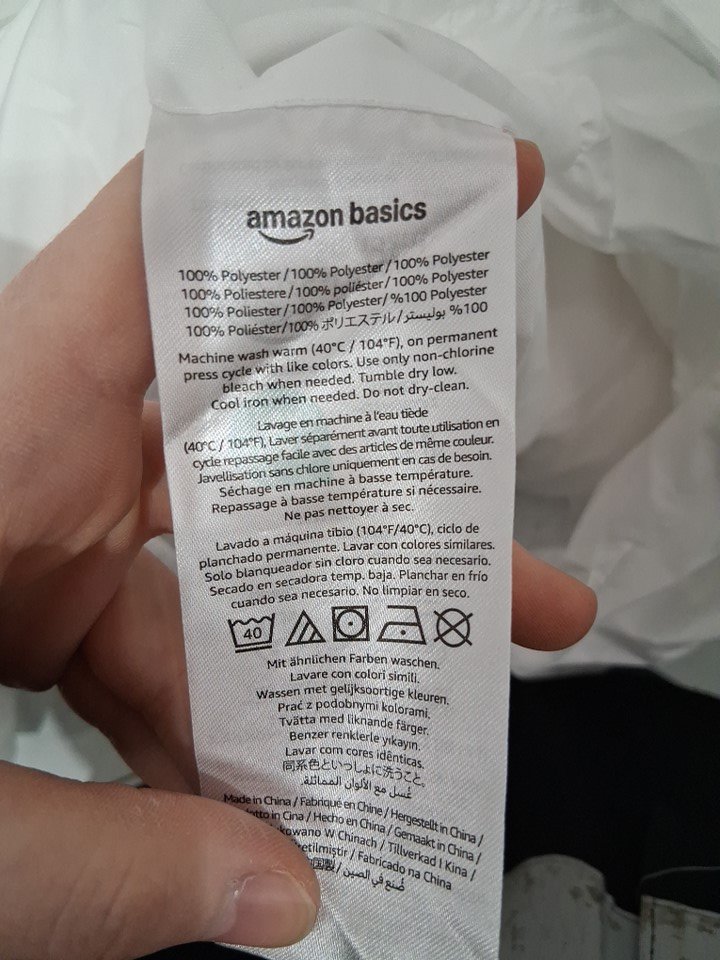 amazon basics
100% Polyester/100% Polyester/100% Polyester
100% Poliestere/100% poliéster/100% Polyester
100% Poliester/100% Polyester/%100 Polyester
100% Poliéster/100% ポリエステル/بوليستر %100
Machine wash warm (40°C / 104°F), on permanent
press cycle with like colors. Use only non-chlorine
bleach when needed. Tumble dry low.
Cool iron when needed. Do not dry-clean.
Lavage en machine à l'eau tiède
(40°C / 104°F), Laver séparément avant toute utilisation en
cycle repassage facile avec des articles de même couleur.
Javellisation sans chlore uniquement en cas de besoin.
Séchage en machine à basse température.
Repassage à basse température si nécessaire.
Ne pas nettoyer à sec.
Lavado a máquina tibio (104°F/40°C), ciclo de
planchado permanente. Lavar con colores similares.
Solo blanqueador sin cloro cuando sea necesario.
Secado en secadora temp. baja. Planchar en frío
cuando sea necesario. No limpiar en seco.
40
Mit ähnlichen Farben waschen.
Lavare con colori simili.
Wassen met gelijksoortige kleuren.
Prać z podobnymi kolorami.
Tvätta med liknande färger.
Benzer renklerle yıkayın.
Lavar com cores idênticas.
同系色といっしょに洗うこと。
غسل مع الألوان المماثلة.
Made in China / Fabriqué en Chine / Hergestellt in China /
in Cina / Hecho en China / Gemaakt in China /
W Chinach / Tillverkad I Kina /
/ Fabricado na China
国製 / صُنع في الصين